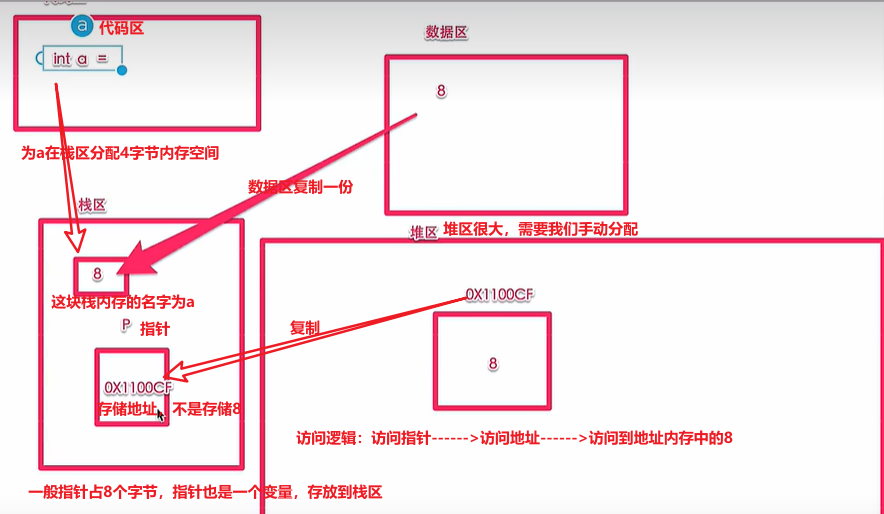 a 代码区
int a =
为a在栈区分配4字节内存空间
数据区
8
数据区复制一份
栈区
8
这块栈内存的名字为a
P 指针
0X1100CF
存储地址，不是存储8
堆区 堆区很大，需要我们手动分配
0X1100CF
复制
8
访问逻辑：访问指针------>访问地址------>访问到地址内存中的8
一般指针占8个字节，指针也是一个变量，存放到栈区